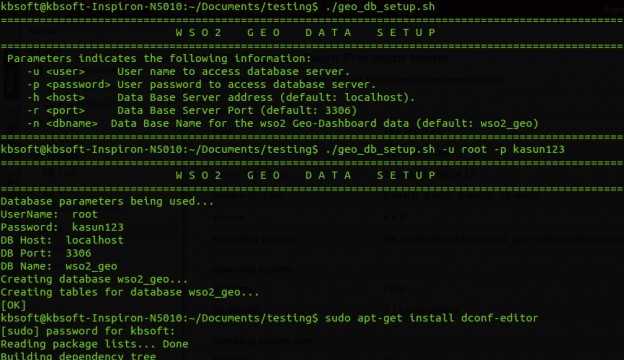 kbsoft@kbsoft-Inspiron-N5010:~/Documents/testing$ ./geo_db_setup.sh
================================================================================
W S O 2   G E O   D A T A   S E T U P
================================================================================
Parameters indicates the following information:
-u <user>     User name to access database server.
-p <password> User password to access database server.
-h <host>     Data Base Server address (default: localhost).
-r <port>     Data Base Server Port (default: 3306)
-n <dbname>  Data Base Name for the wso2 Geo-Dashboard data (default: wso2_geo)
================================================================================
kbsoft@kbsoft-Inspiron-N5010:~/Documents/testing$ ./geo_db_setup.sh -u root -p kasun123
================================================================================
W S O 2   G E O   D A T A   S E T U P
================================================================================
Database parameters being used...
UserName:  root
Password:  kasun123
DB Host:  localhost
DB Port:  3306
DB Name:  wso2_geo
Creating database wso2_geo...
Creating tables for database wso2_geo...
[OK]
kbsoft@kbsoft-Inspiron-N5010:~/Documents/testing$ sudo apt-get install dconf-editor
[sudo] password for kbsoft:
Reading package lists... Done
Building dependency tree